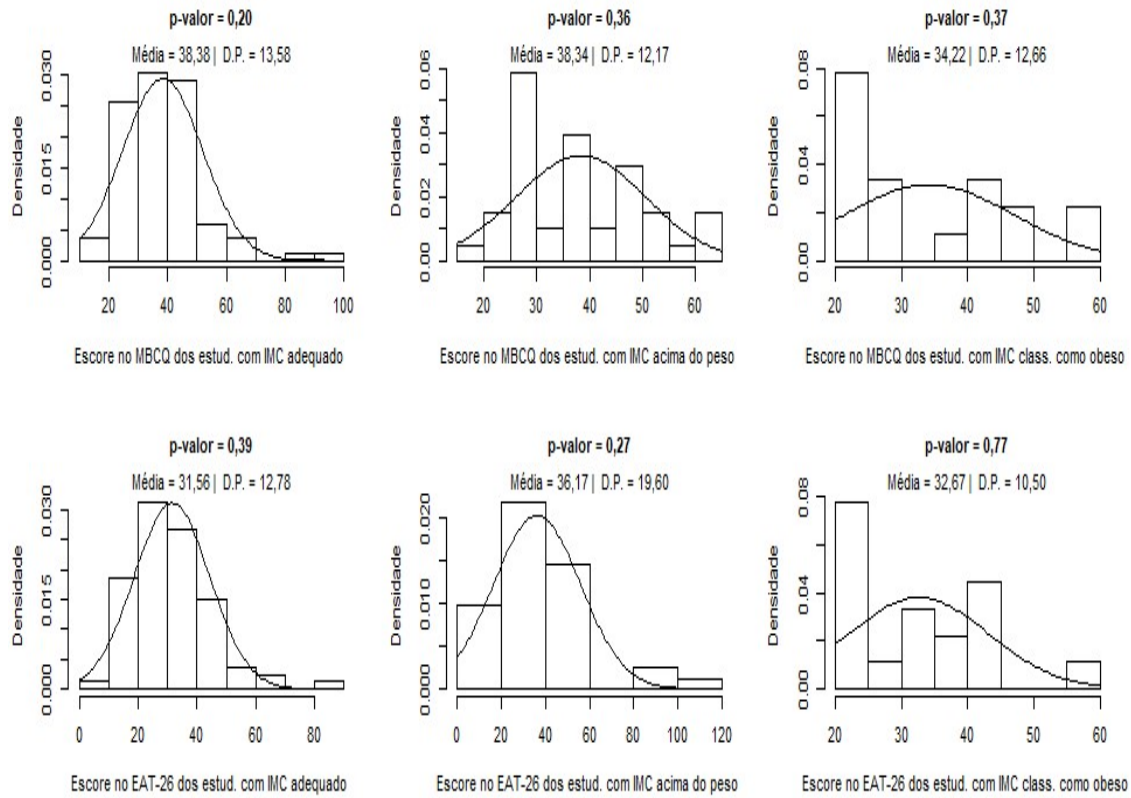 p-valor = 0,20
Média = 38,38 | D.P. = 13,58
Densidade
0.000 0.015 0.030
20 40 60 80 100
Escore no MBCQ dos estud. com IMC adequado
p-valor = 0,36
Média = 38,34 | D.P. = 12,17
Densidade
0.00 0.02 0.04 0.06
20 30 40 50 60
Escore no MBCQ dos estud. com IMC acima do peso
p-valor = 0,37
Média = 34,22 | D.P. = 12,66
Densidade
0.00 0.04 0.08
20 30 40 50 60
Escore no MBCQ dos estud. com IMC class. como obeso
p-valor = 0,39
Média = 31,56 | D.P. = 12,78
Densidade
0.000 0.015 0.030
0 20 40 60 80
Escore no EAT-26 dos estud. com IMC adequado
p-valor = 0,27
Média = 36,17 | D.P. = 19,60
Densidade
0.000 0.010 0.020
0 20 40 60 80 100 120
Escore no EAT-26 dos estud. com IMC acima do peso
p-valor = 0,77
Média = 32,67 | D.P. = 10,50
Densidade
0.00 0.04 0.08
20 30 40 50 60
Escore no EAT-26 dos estud. com IMC class. como obeso